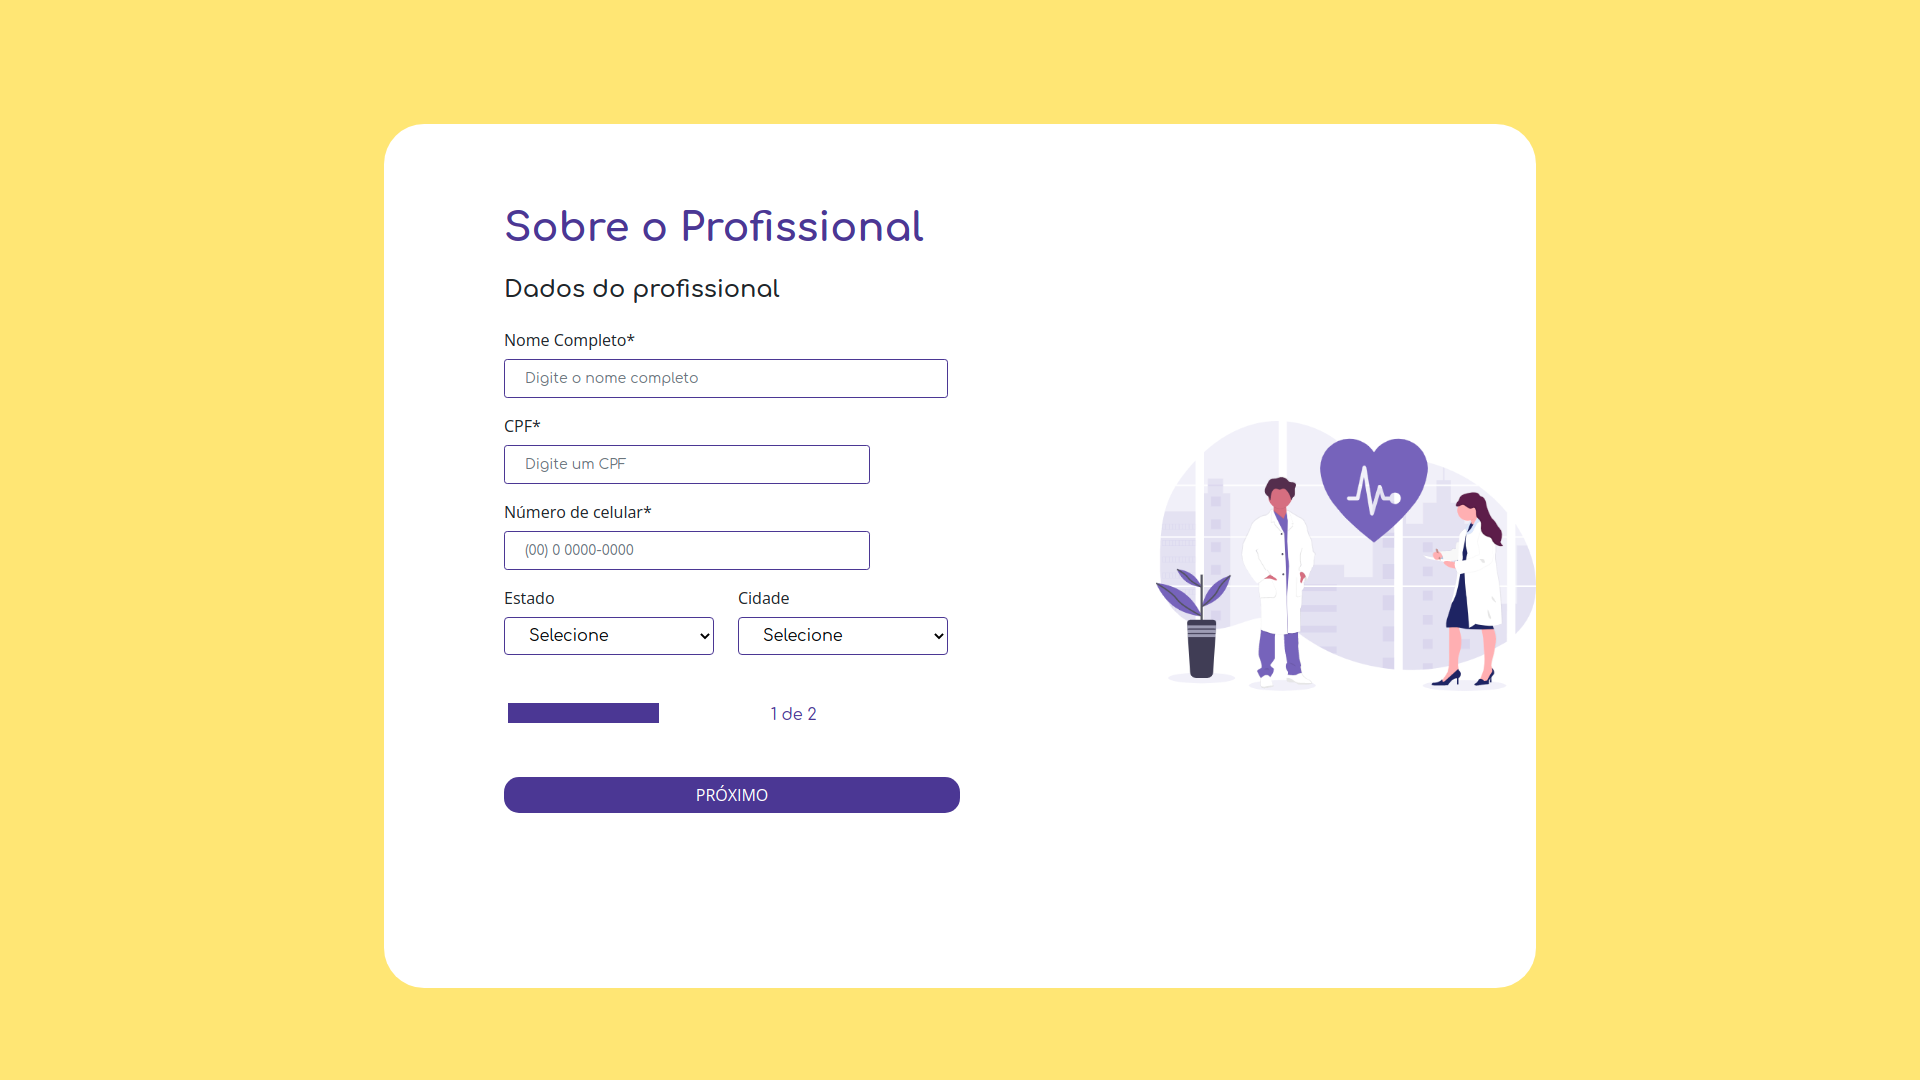 Sobre o Profissional
Dados do profissional
Nome Completo*
Digite o nome completo
CPF*
Digite um CPF
Número de celular*
(00) 0 0000-0000
Estado Cidade
Selecione Selecione
1 de 2
PRÓXIMO